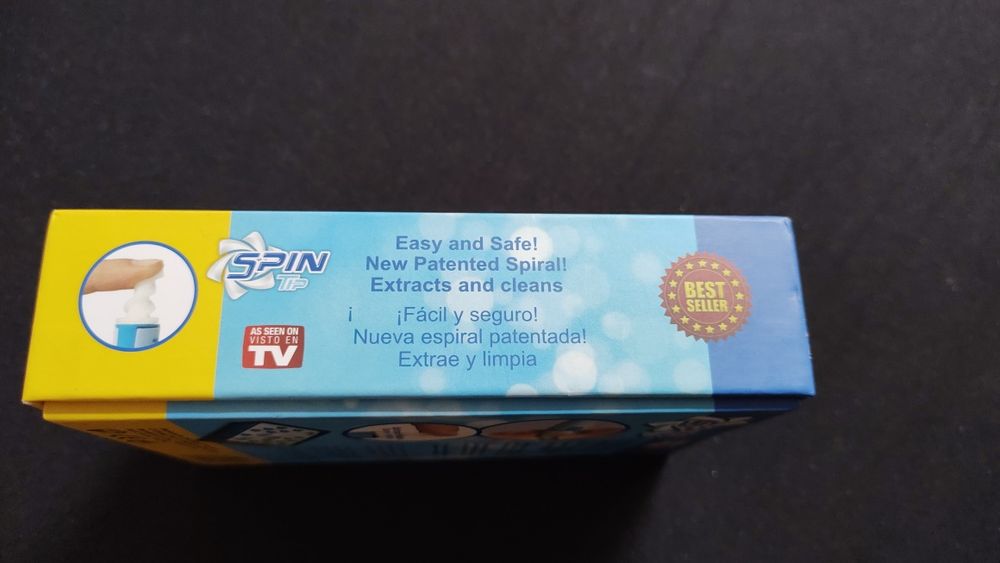 SPIN
TIP
AS SEEN ON
VISTO EN
TV
Easy and Safe!
New Patented Spiral!
Extracts and cleans
¡ ¡Fácil y seguro!
Nueva espiral patentada!
Extrae y limpia
BEST
SELLER